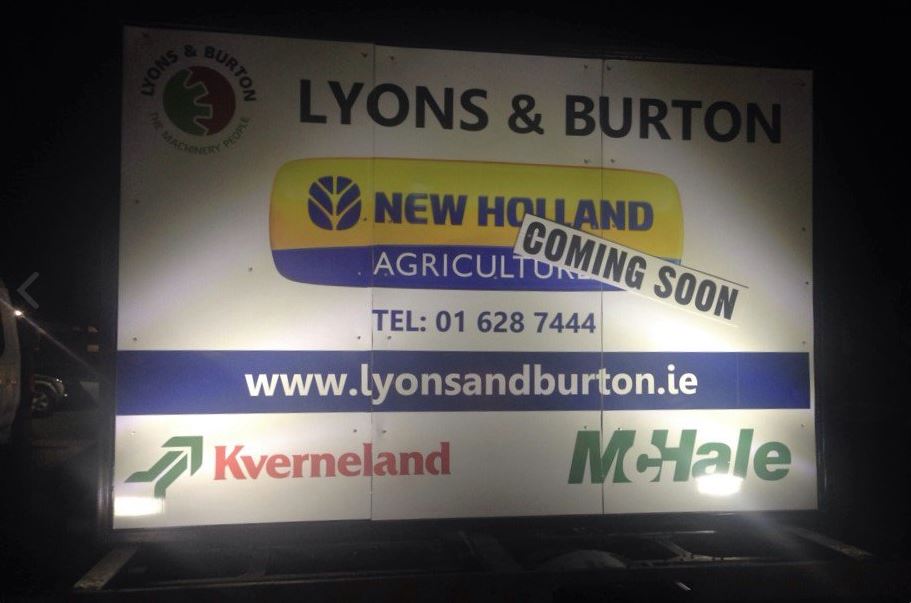 LYONS & BURTON
THE MACHINERY PEOPLE
LYONS & BURTON
NEW HOLLAND
AGRICULTURE
COMING SOON
TEL: 01 628 7444
www.lyonsandburton.ie
Kverneland
McHale